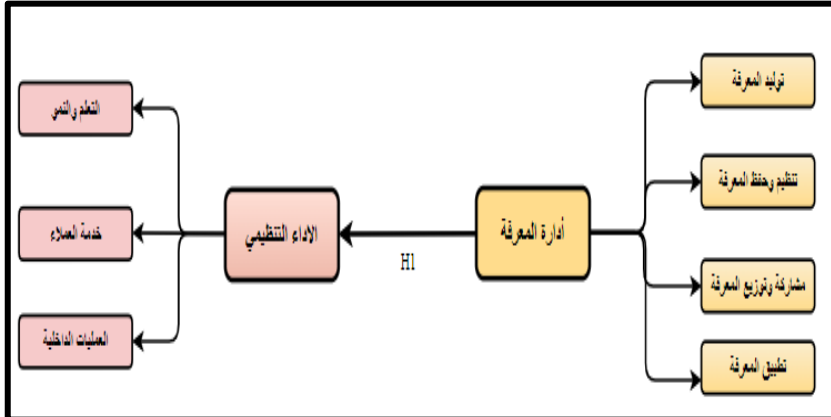 توليد المعرفة
تنظيم وحفظ المعرفة
مشاركة وتوزيع المعرفة
تطبيق المعرفة
أدارة المعرفة
H1
الاداء التنظيمي
التعلم والنمو
خدمة العملاء
العمليات الداخلية